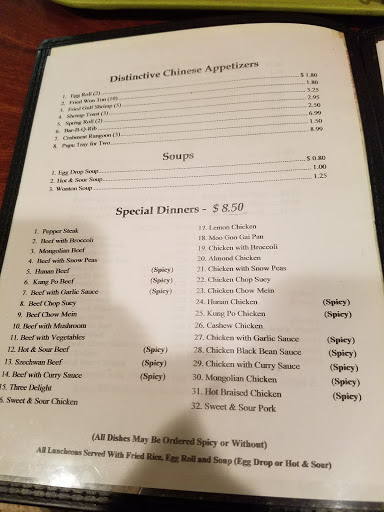 Distinctive Chinese Appetizers
1. Egg Roll (2) $ 1.80
2. Fried Won Ton (10) 1.80
3. Fried Gulf Shrimp (3) 3.25
4. Shrimp Toast (3) 2.95
5. Spring Roll (2) 2.50
6. Bar-B-Q-Rib 6.99
7. Crabmeat Rangoon (3) 1.50
8. Pupu Tray for Two 8.99
Soups
1. Egg Drop Soup $ 0.80
2. Hot & Sour Soup 1.00
3. Wonton Soup 1.25
Special Dinners - $ 8.50
1. Pepper Steak
2. Beef with Broccoli
3. Mongolian Beef
4. Beef with Snow Peas
5. Hunan Beef (Spicy)
6. Kung Po Beef (Spicy)
7. Beef with Garlic Sauce (Spicy)
8. Beef Chop Suey
9. Beef Chow Mein
10. Beef with Mushroom
11. Beef with Vegetables
12. Hot & Sour Beef (Spicy)
13. Szechwan Beef (Spicy)
14. Beef with Curry Sauce (Spicy)
15. Three Delight
6. Sweet & Sour Chicken
17. Lemon Chicken
18. Moo Goo Gai Pan
19. Chicken with Broccoli
20. Almond Chicken
21. Chicken with Snow Peas
22. Chicken Chop Suey
23. Chicken Chow Mein
24. Hunan Chicken (Spicy)
25. Kung Po Chicken (Spicy)
26. Cashew Chicken
27. Chicken with Garlic Sauce (Spicy)
28. Chicken Black Bean Sauce (Spicy)
29. Chicken with Curry Sauce (Spicy)
30. Mongolian Chicken (Spicy)
31. Hot Braised Chicken (Spicy)
32. Sweet & Sour Pork
(All Dishes May Be Ordered Spicy or Without)
All Luncheons Served With Fried Rice, Egg Roll and Soup (Egg Drop or Hot & Sour)